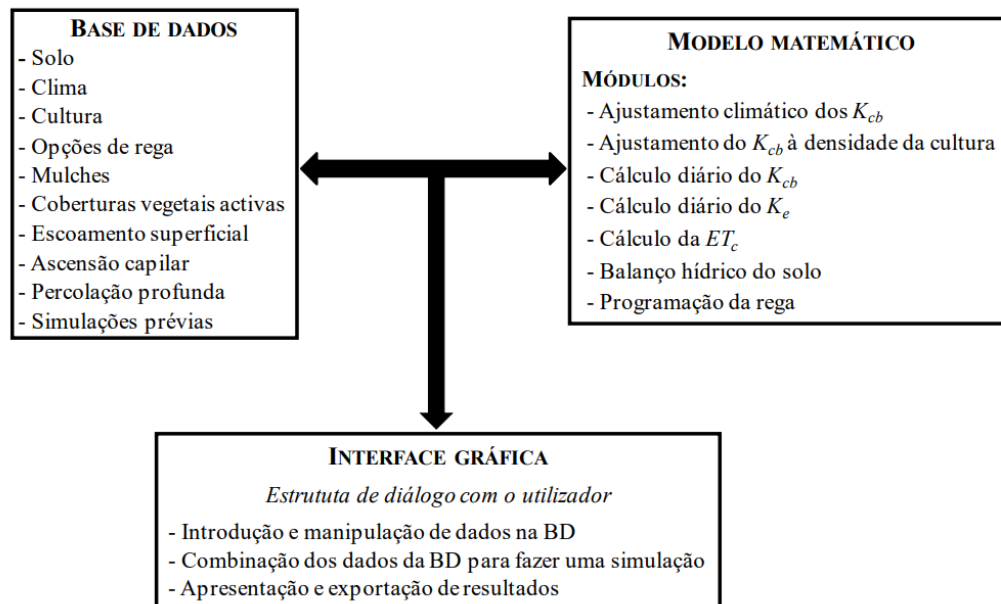 BASE DE DADOS
- Solo
- Clima
- Cultura
- Opções de rega
- Mulches
- Coberturas vegetais activas
- Escoamento superficial
- Ascensão capilar
- Percolação profunda
- Simulações prévias
MODELO MATEMÁTICO
MÓDULOS:
- Ajustamento climático dos Kcb
- Ajustamento do Kcb à densidade da cultura
- Cálculo diário do Kcb
- Cálculo diário do Ke
- Cálculo da ETc
- Balanço hídrico do solo
- Programação da rega
INTERFACE GRÁFICA
Estrututa de diálogo com o utilizador
- Introdução e manipulação de dados na BD
- Combinação dos dados da BD para fazer uma simulação
- Apresentação e exportação de resultados